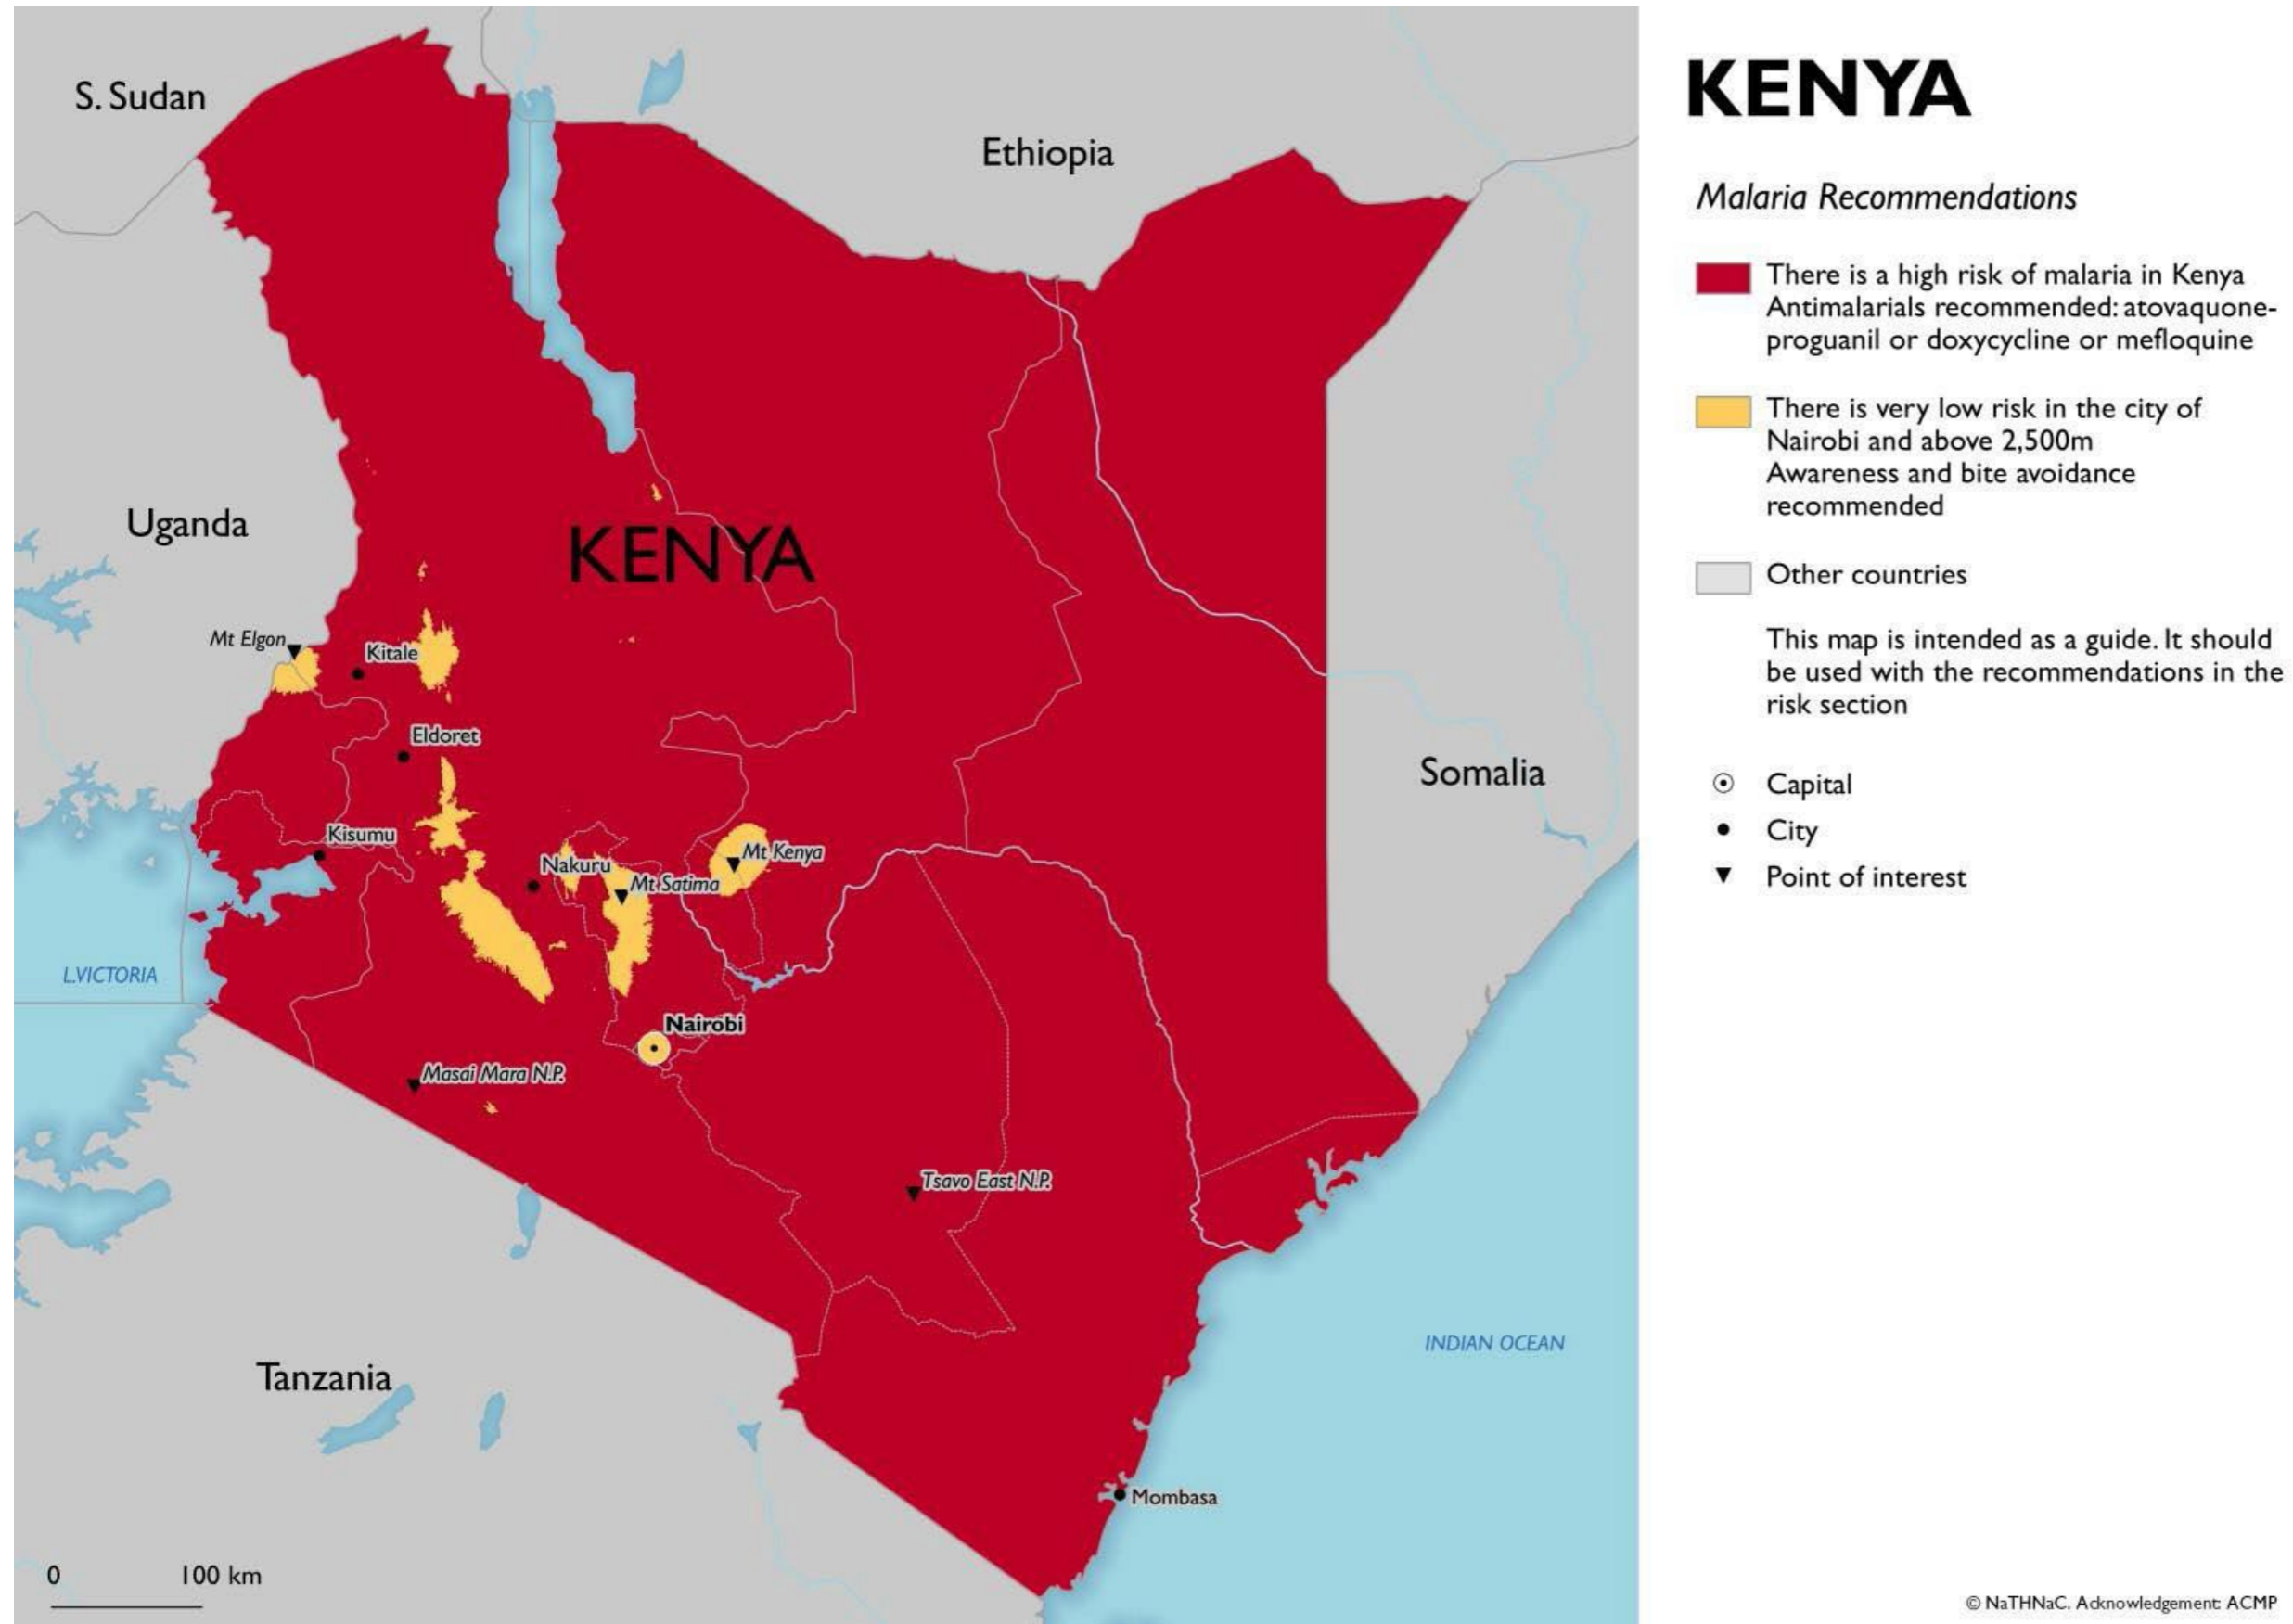 S. Sudan
Ethiopia
Uganda
KENYA
Mt Elgon
Kitale
Eldoret
Somalia
Kisumu
Nakuru
Mt Kenya
Mt Satima
L.VICTORIA
Nairobi
Masai Mara N.P.
Tsavo East N.P.
INDIAN OCEAN
Tanzania
Mombasa
0 100 km
KENYA
Malaria Recommendations
There is a high risk of malaria in Kenya
Antimalarials recommended: atovaquone-
proguanil or doxycycline or mefloquine
There is very low risk in the city of
Nairobi and above 2,500m
Awareness and bite avoidance
recommended
Other countries
This map is intended as a guide. It should
be used with the recommendations in the
risk section
Capital
City
Point of interest
© NaTHNaC. Acknowledgement: ACMP